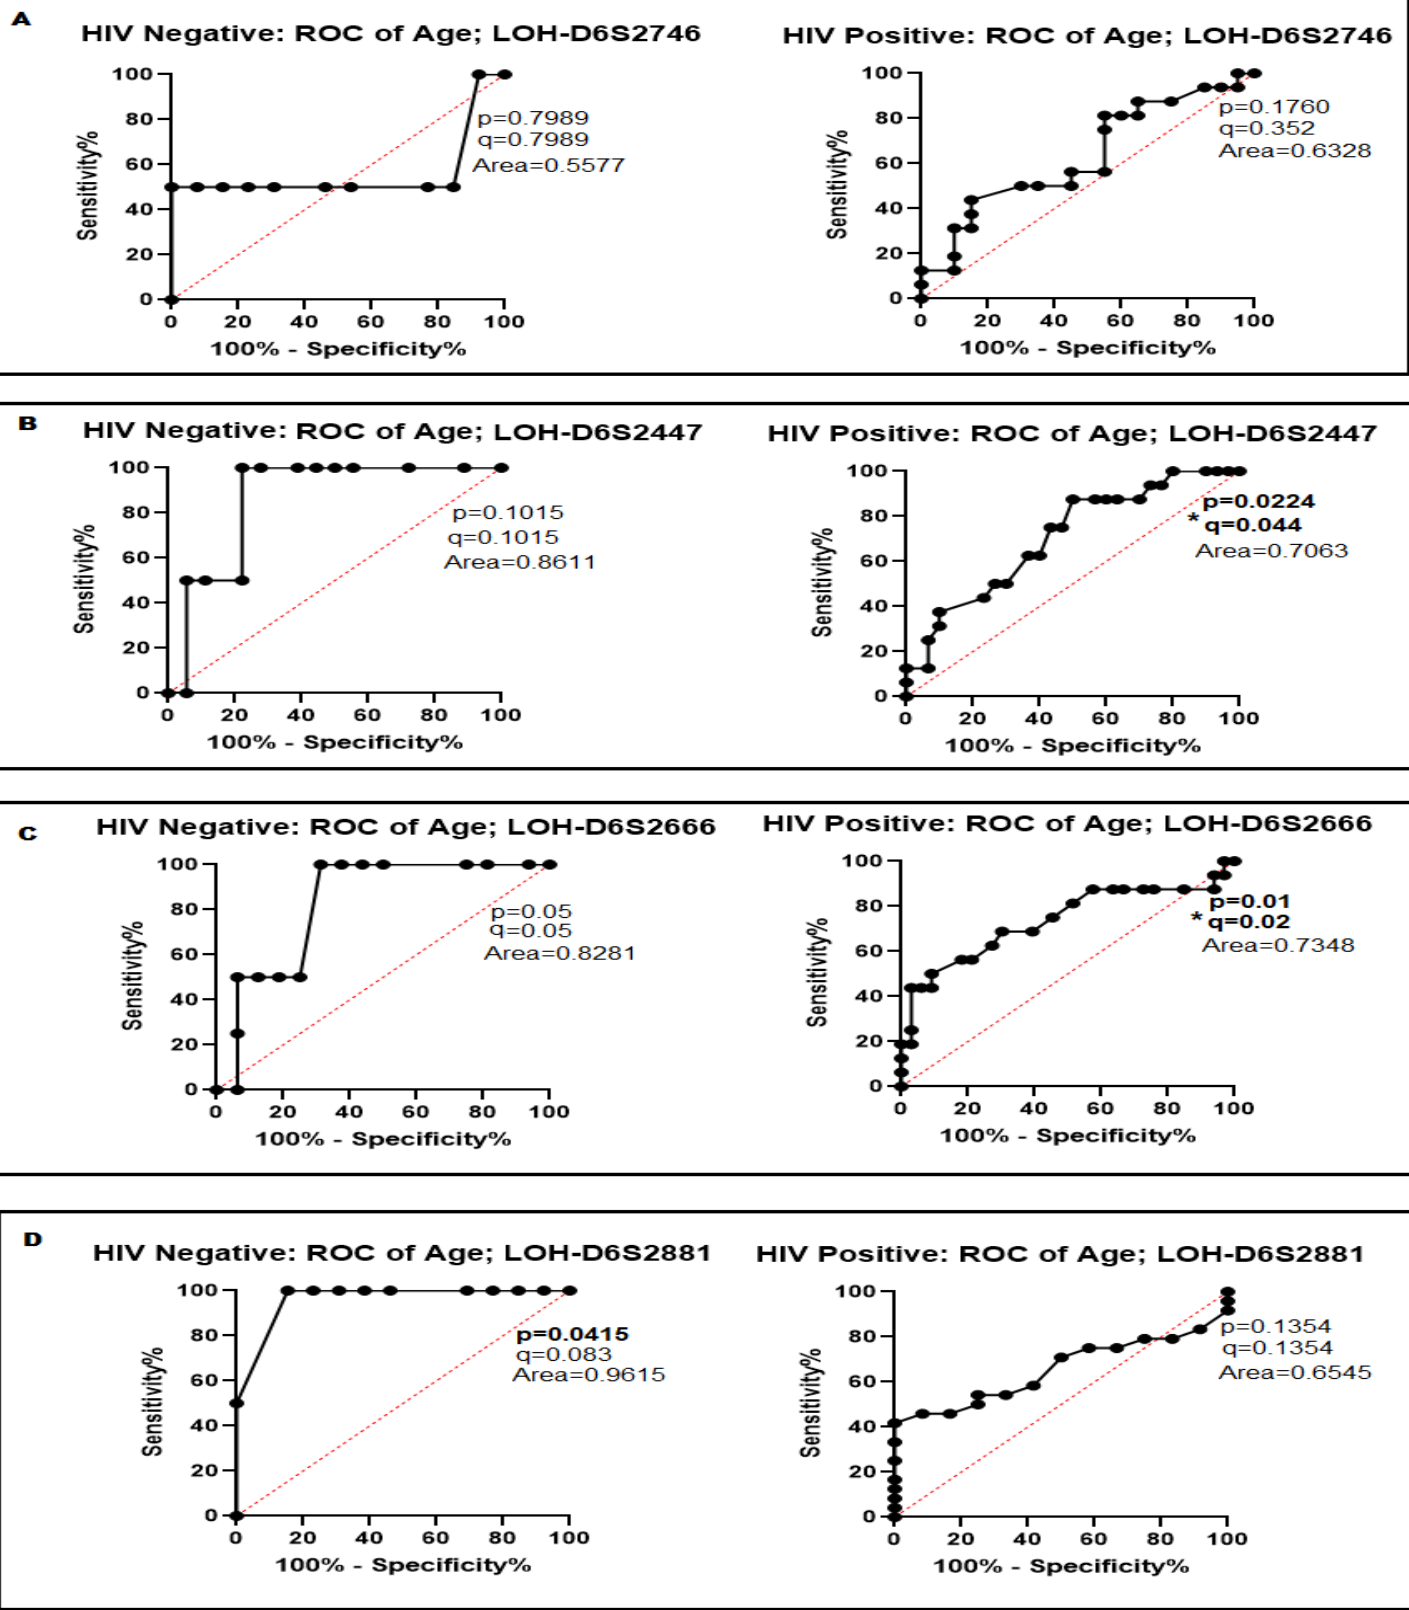 A
HIV Negative: ROC of Age; LOH-D6S2746
100
80
60
40
20
0
Sensitivity%
p=0.7989
q=0.7989
Area=0.5577
0 20 40 60 80 100
100% - Specificity%
HIV Positive: ROC of Age; LOH-D6S2746
100
80
60
40
20
0
Sensitivity%
p=0.1760
q=0.352
Area=0.6328
0 20 40 60 80 100
100% - Specificity%
B
HIV Negative: ROC of Age; LOH-D6S2447
100
80
60
40
20
0
Sensitivity%
p=0.1015
q=0.1015
Area=0.8611
0 20 40 60 80 100
100% - Specificity%
HIV Positive: ROC of Age; LOH-D6S2447
100
80
60
40
20
0
Sensitivity%
p=0.0224
* q=0.044
Area=0.7063
0 20 40 60 80 100
100% - Specificity%
C
HIV Negative: ROC of Age; LOH-D6S2666
100
80
60
40
20
0
Sensitivity%
p=0.05
q=0.05
Area=0.8281
0 20 40 60 80 100
100% - Specificity%
HIV Positive: ROC of Age; LOH-D6S2666
100
80
60
40
20
0
Sensitivity%
p=0.01
* q=0.02
Area=0.7348
0 20 40 60 80 100
100% - Specificity%
D
HIV Negative: ROC of Age; LOH-D6S2881
100
80
60
40
20
0
Sensitivity%
p=0.0415
q=0.083
Area=0.9615
0 20 40 60 80 100
100% - Specificity%
HIV Positive: ROC of Age; LOH-D6S2881
100
80
60
40
20
0
Sensitivity%
p=0.1354
q=0.1354
Area=0.6545
0 20 40 60 80 100
100% - Specificity%